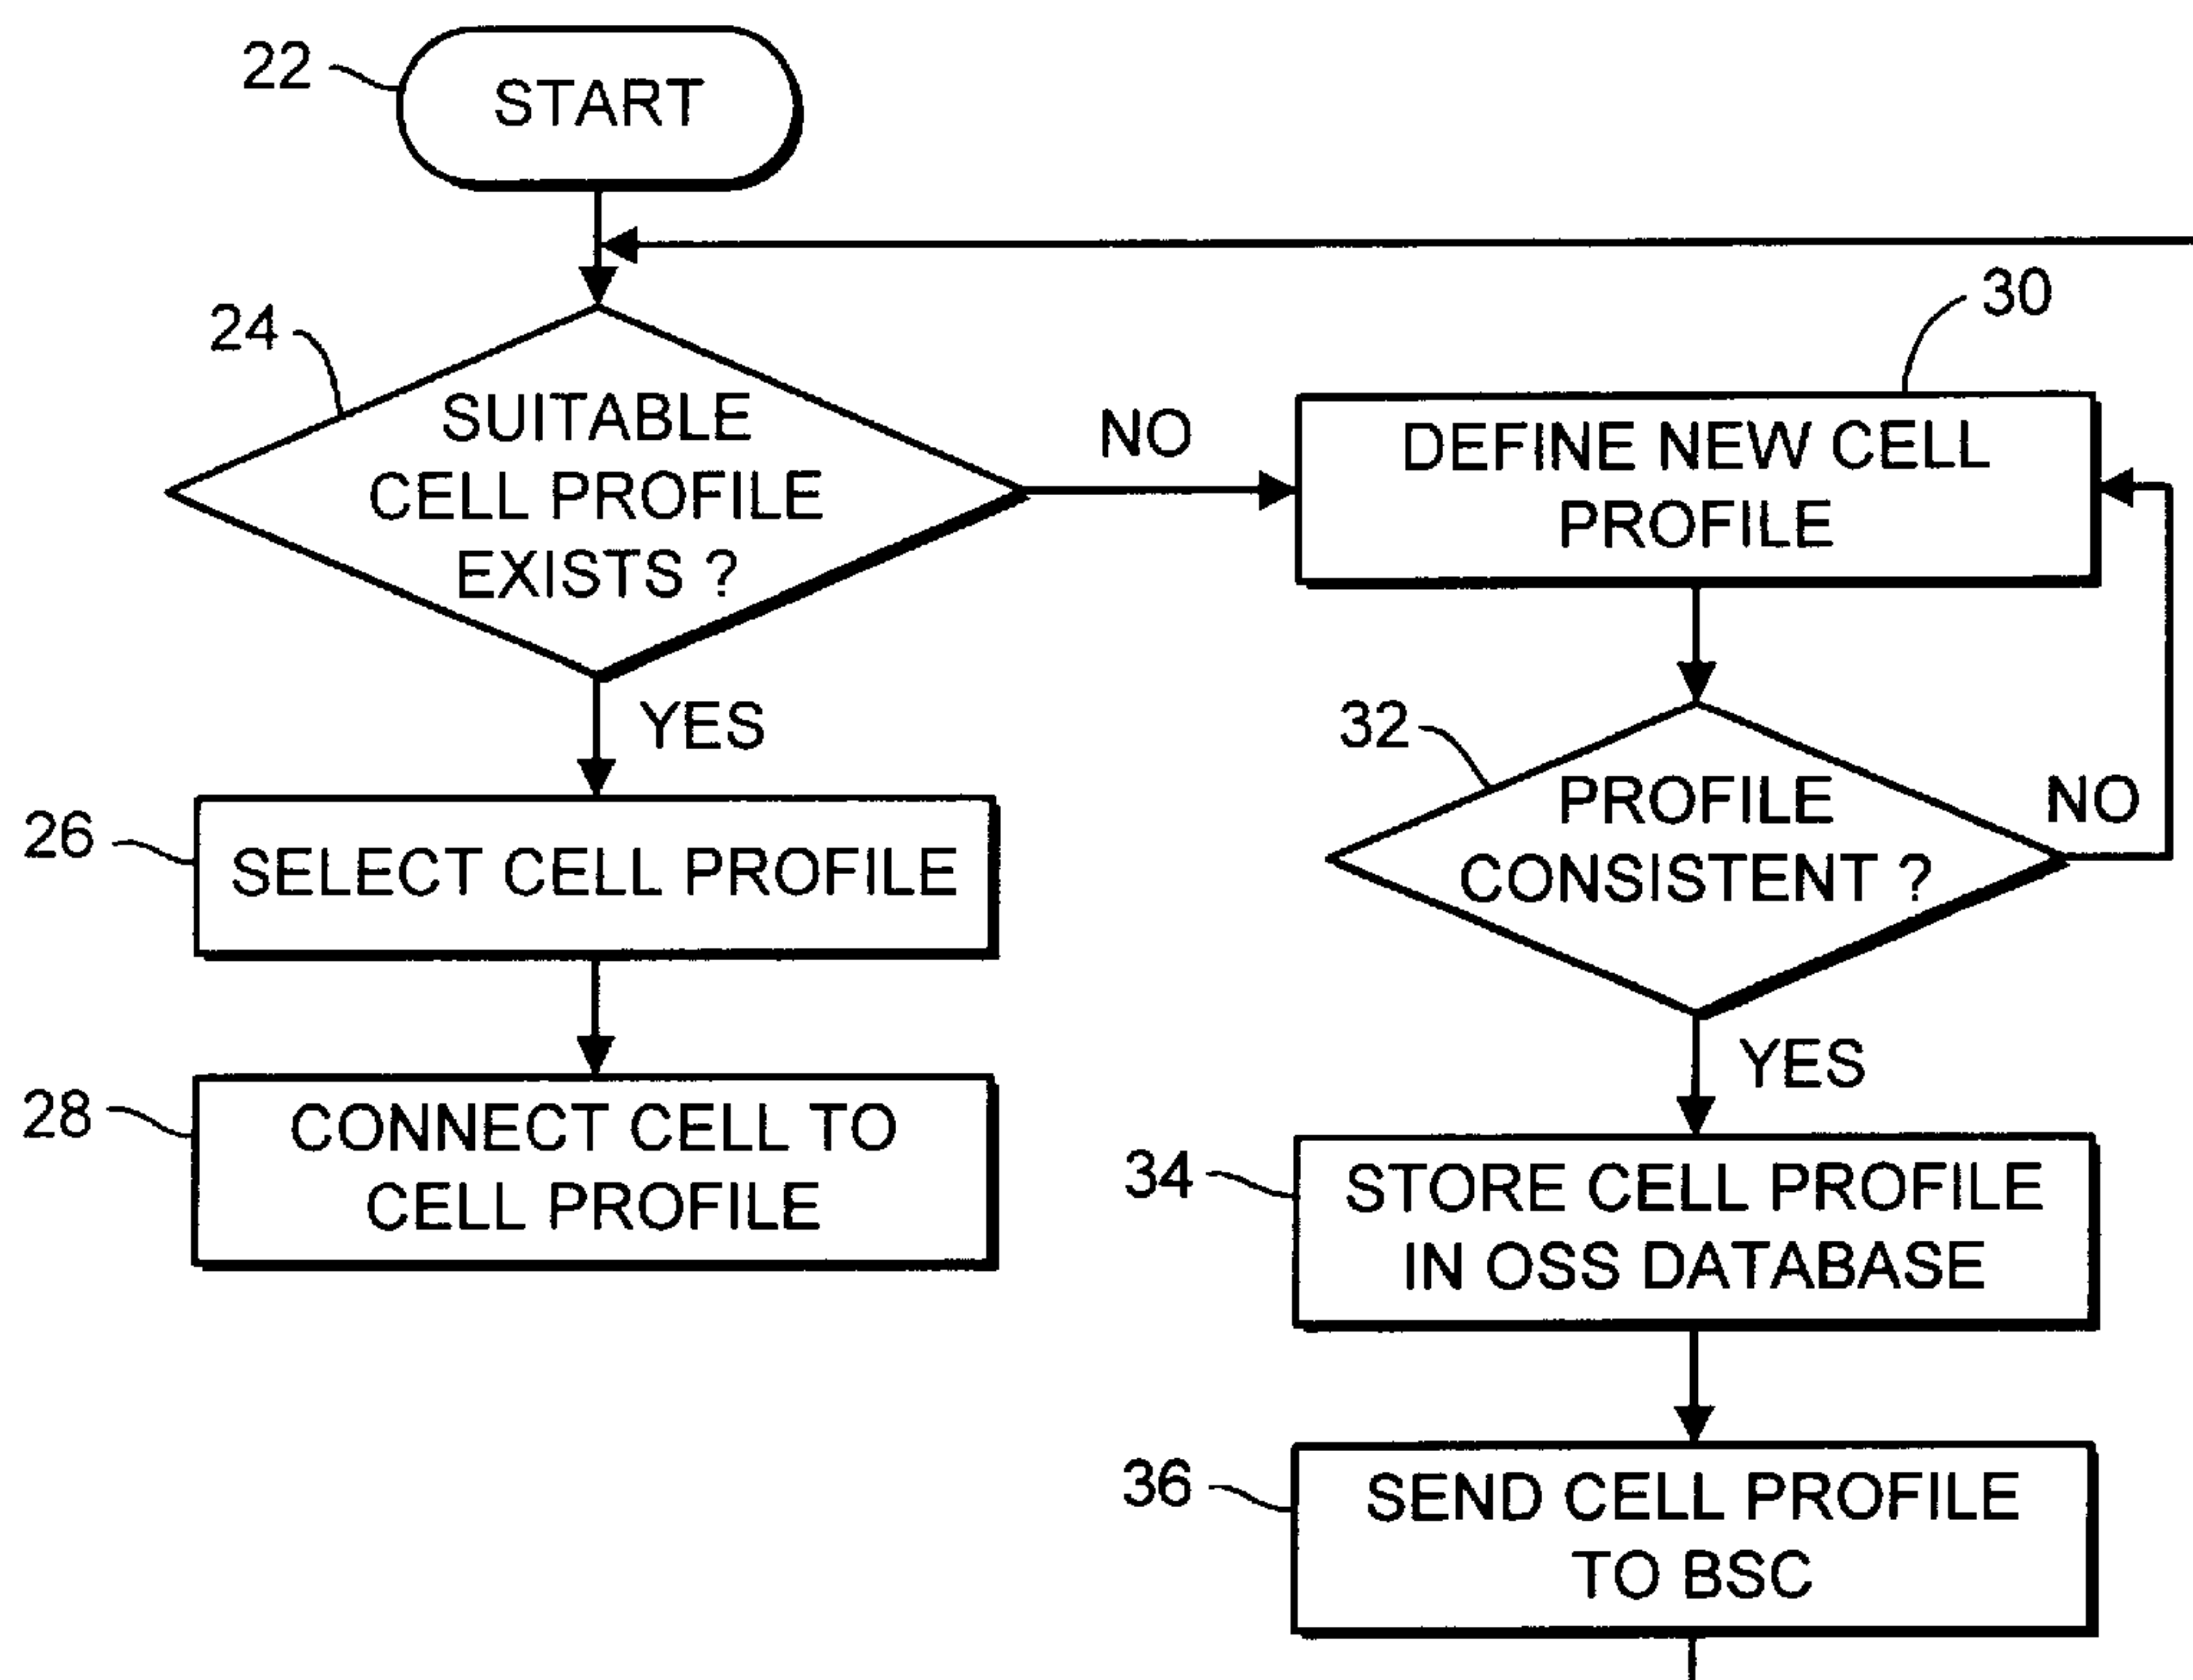 22
START
24
SUITABLE
CELL PROFILE
EXISTS ?
NO
YES
26
SELECT CELL PROFILE
28
CONNECT CELL TO
CELL PROFILE
30
DEFINE NEW CELL
PROFILE
32
PROFILE
CONSISTENT ?
NO
YES
34
STORE CELL PROFILE
IN OSS DATABASE
36
SEND CELL PROFILE
TO BSC